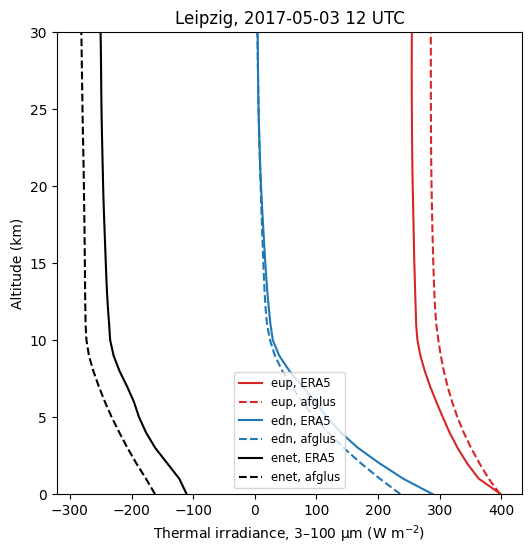 Leipzig, 2017-05-03 12 UTC
30
25
20
15
10
5
0
Altitude (km)
eup, ERA5
eup, afglus
edn, ERA5
edn, afglus
enet, ERA5
enet, afglus
−300 −200 −100 0 100 200 300 400
Thermal irradiance, 3–100 µm (W m⁻²)